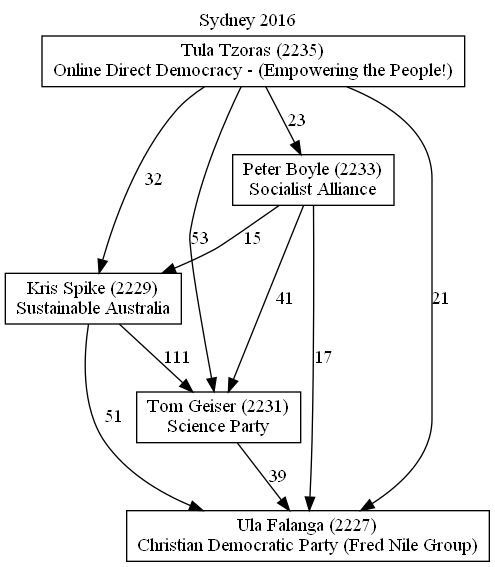 Sydney 2016
Tula Tzoras (2235)
Online Direct Democracy - (Empowering the People!)
23
Peter Boyle (2233)
Socialist Alliance
32
53
15
Kris Spike (2229)
Sustainable Australia
41
21
111
17
Tom Geiser (2231)
Science Party
51
39
Ula Falanga (2227)
Christian Democratic Party (Fred Nile Group)